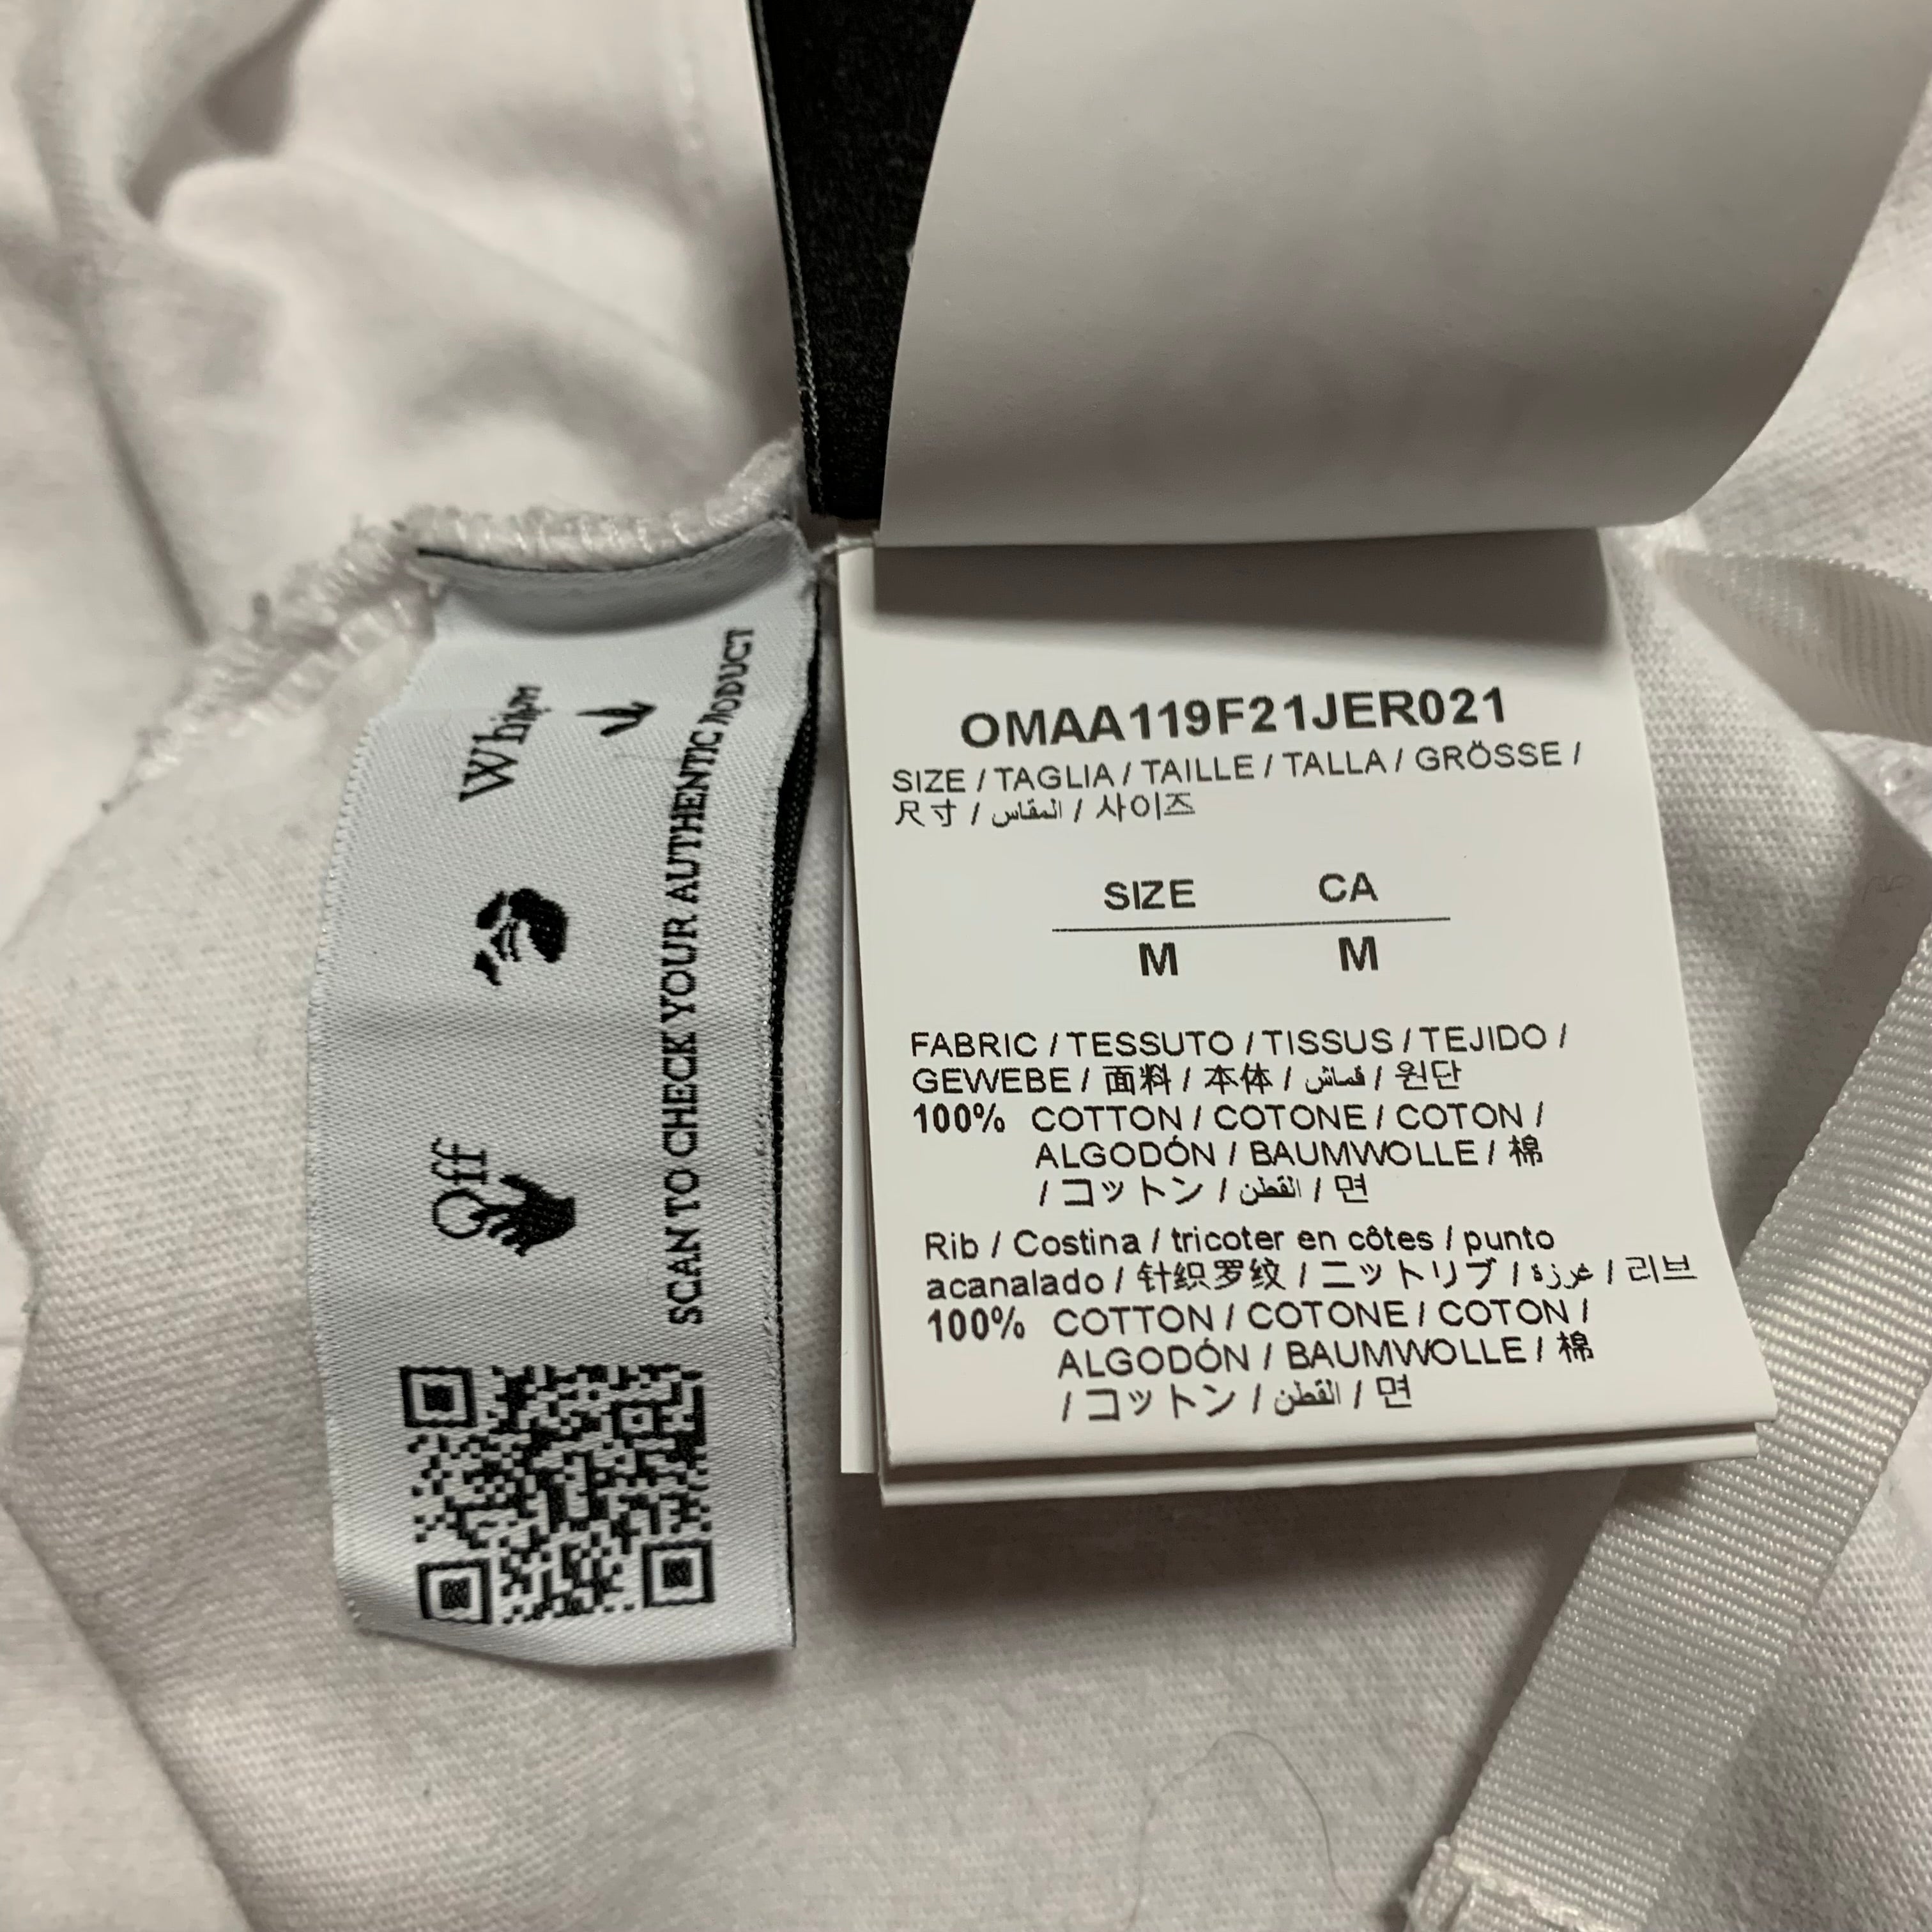 Off
White
SCAN TO CHECK YOUR AUTHENTIC PRODUCT
OMAA119F21JER021
SIZE / TAGLIA / TAILLE / TALLA / GRÖSSE /
尺寸 / المقاس / 사이즈
SIZE CA
M M
FABRIC / TESSUTO / TISSUS / TEJIDO /
GEWEBE / 面料 / 本体 / قماش / 원단
100% COTTON / COTONE / COTON /
ALGODÓN / BAUMWOLLE / 棉
/ コットン / القطن / 면
Rib / Costina / tricoter en côtes / punto
acanalado / 针织罗纹 / ニットリブ / غرزة / 리브
100% COTTON / COTONE / COTON /
ALGODÓN / BAUMWOLLE / 棉
/ コットン / القطن / 면